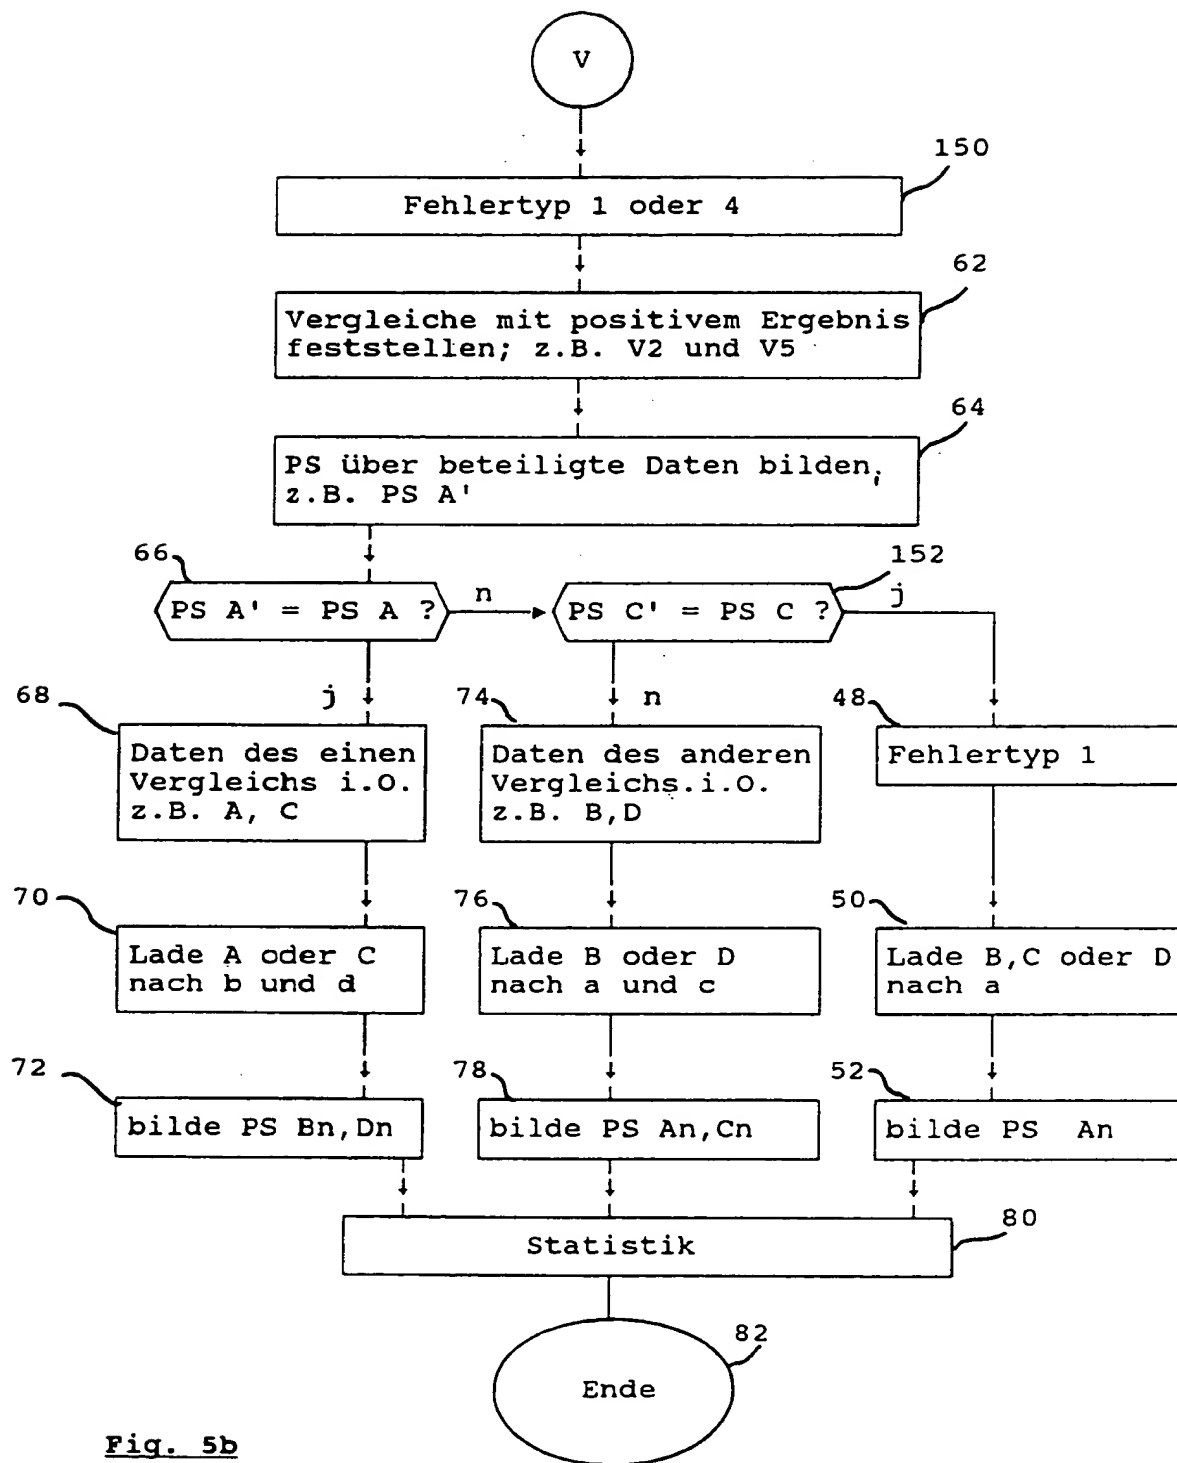 V
150
Fehlertyp 1 oder 4
62
Vergleiche mit positivem Ergebnis
feststellen; z.B. V2 und V5
64
PS über beteiligte Daten bilden,
z.B. PS A'
66
152
PS A' = PS A ?
n
PS C' = PS C ?
j
j
n
68
74
48
Daten des einen
Vergleichs i.O.
z.B. A, C
Daten des anderen
Vergleichs.i.O.
z.B. B,D
Fehlertyp 1
70
76
50
Lade A oder C
nach b und d
Lade B oder D
nach a und c
Lade B,C oder D
nach a
72
78
52
bilde PS Bn,Dn
bilde PS An,Cn
bilde PS An
80
Statistik
82
Ende
Fig. 5b